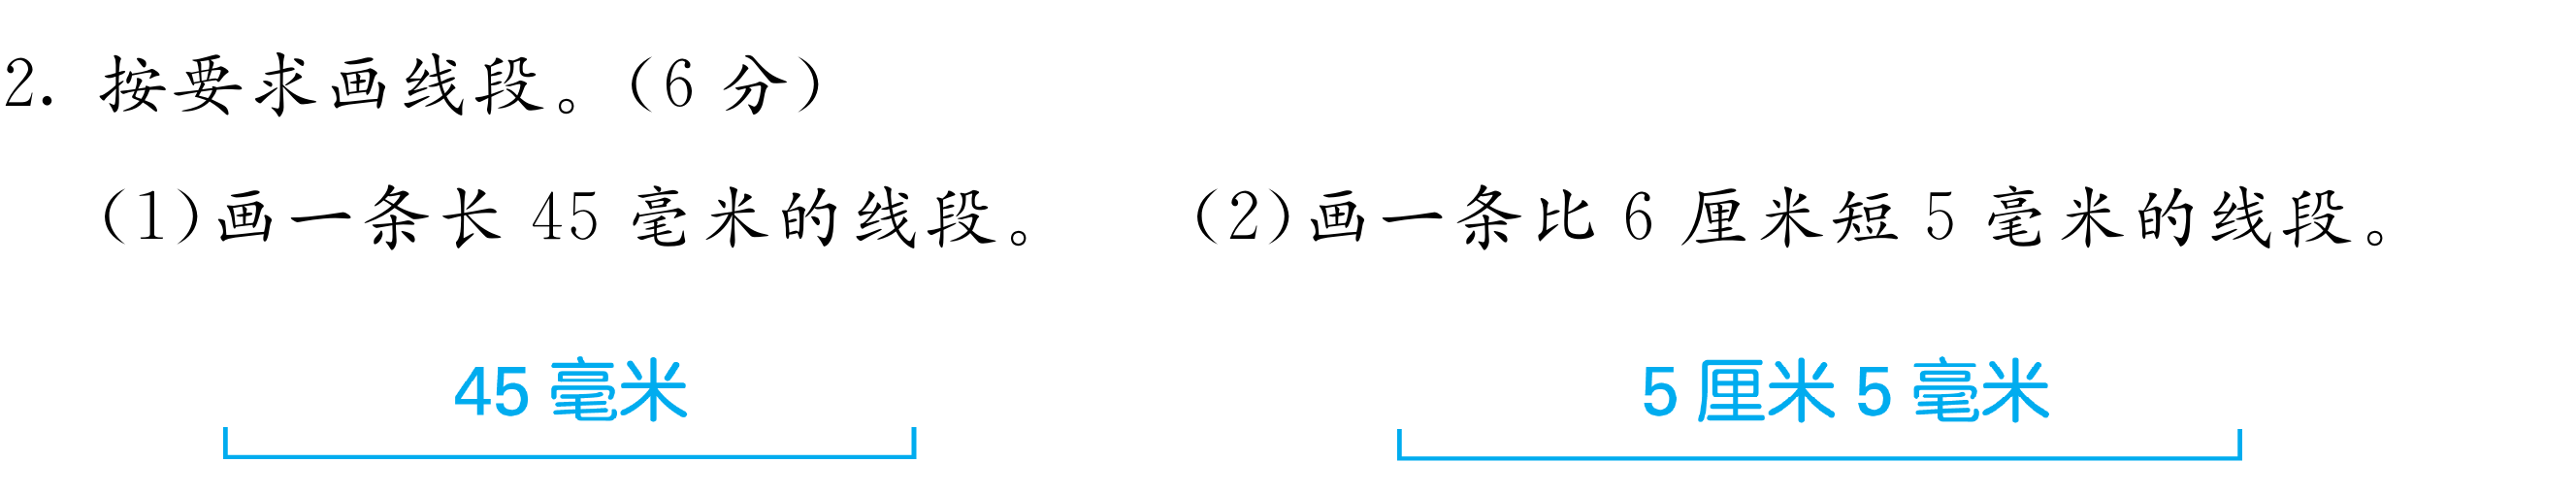 2. 按要求画线段。(6 分)
(1)画一条长 45 毫米的线段。 (2)画一条比 6 厘米短 5 毫米的线段。
45 毫米 5 厘米 5 毫米